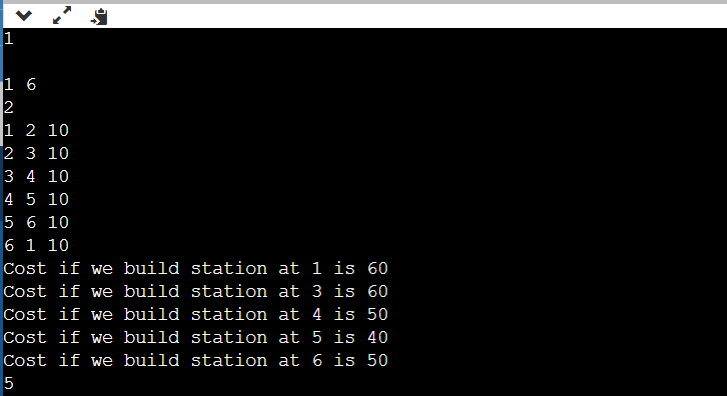 1
1 6
2
1 2 10
2 3 10
3 4 10
4 5 10
5 6 10
6 1 10
Cost if we build station at 1 is 60
Cost if we build station at 3 is 60
Cost if we build station at 4 is 50
Cost if we build station at 5 is 40
Cost if we build station at 6 is 50
5